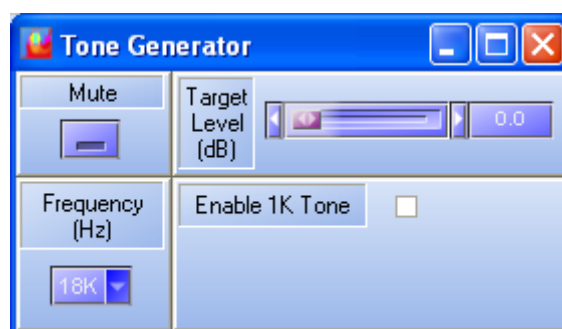 Tone Generator
Mute
Target
Level
(dB)
0.0
Frequency
(Hz)
Enable 1K Tone
18K